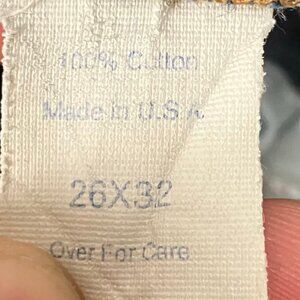 100% Cotton
Made in U.S.A
26X32
Over For Care